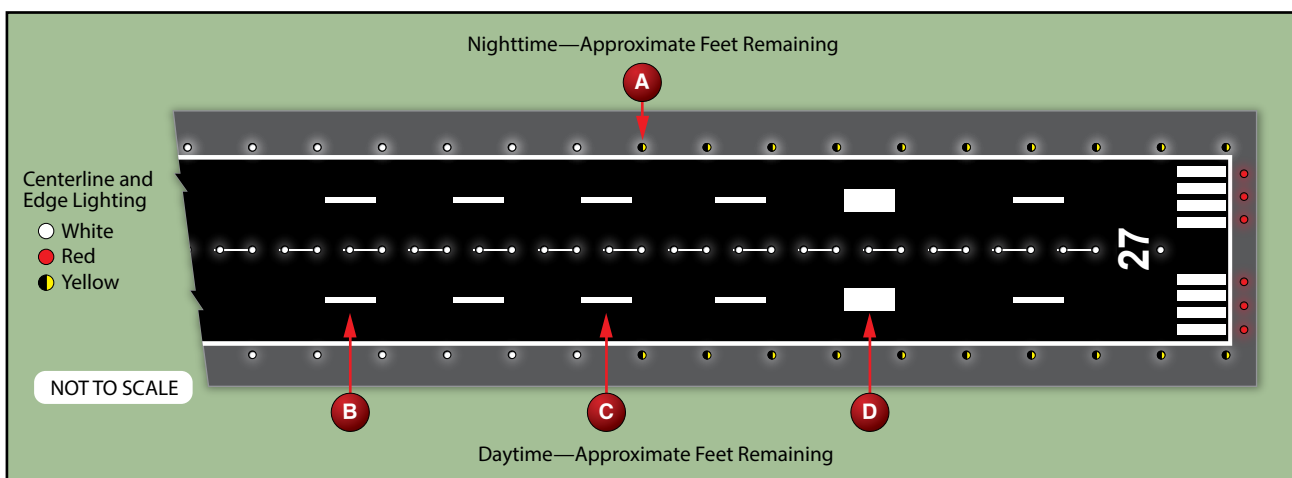 Nighttime—Approximate Feet Remaining
A
Centerline and
Edge Lighting
White
Red
Yellow
27
NOT TO SCALE
B
C
D
Daytime—Approximate Feet Remaining